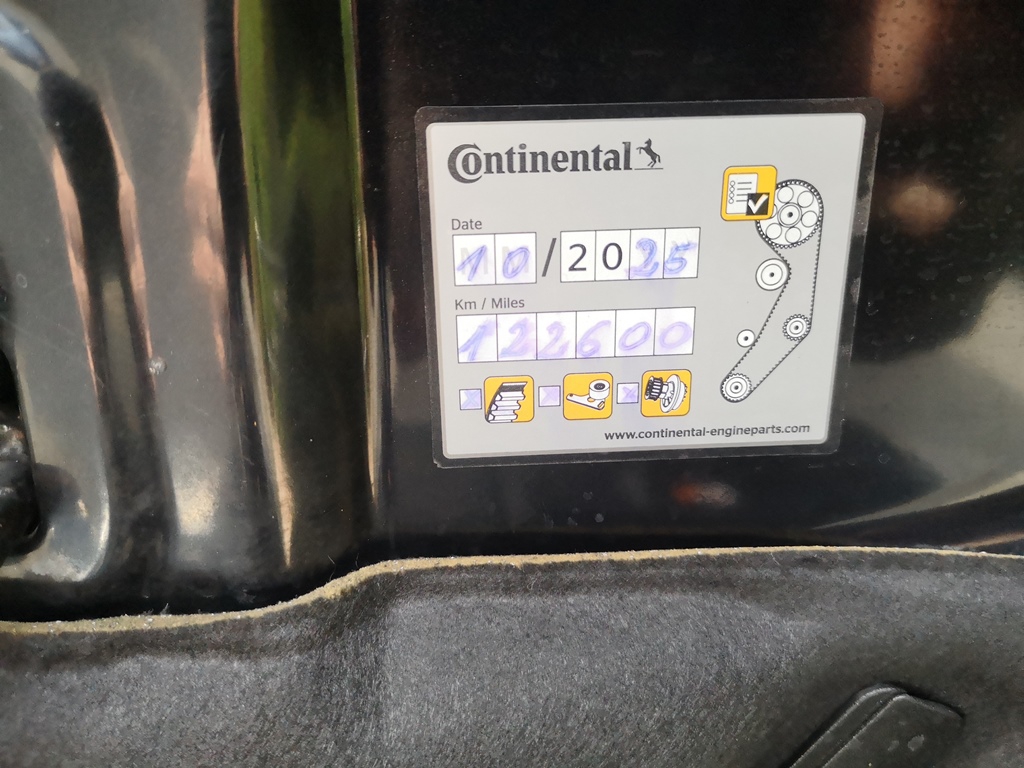 Continental
Date
10/2025
Km / Miles
122600
www.continental-engineparts.com